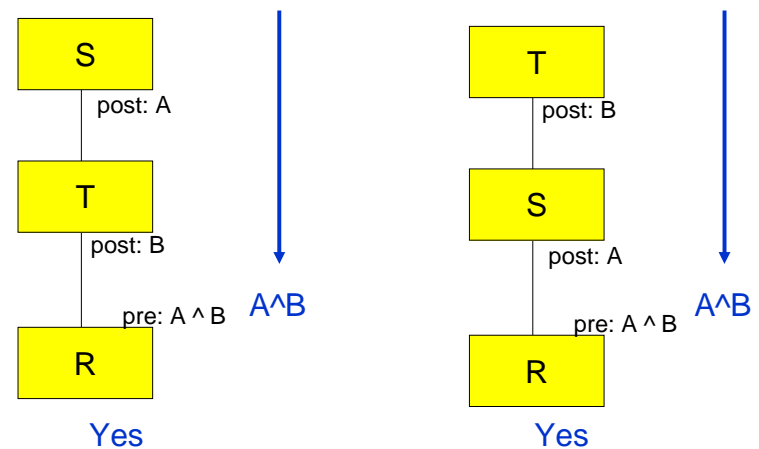 S
post: A
T
post: B
pre: A ^ B
A^B
R
Yes
T
post: B
S
post: A
pre: A ^ B
A^B
R
Yes